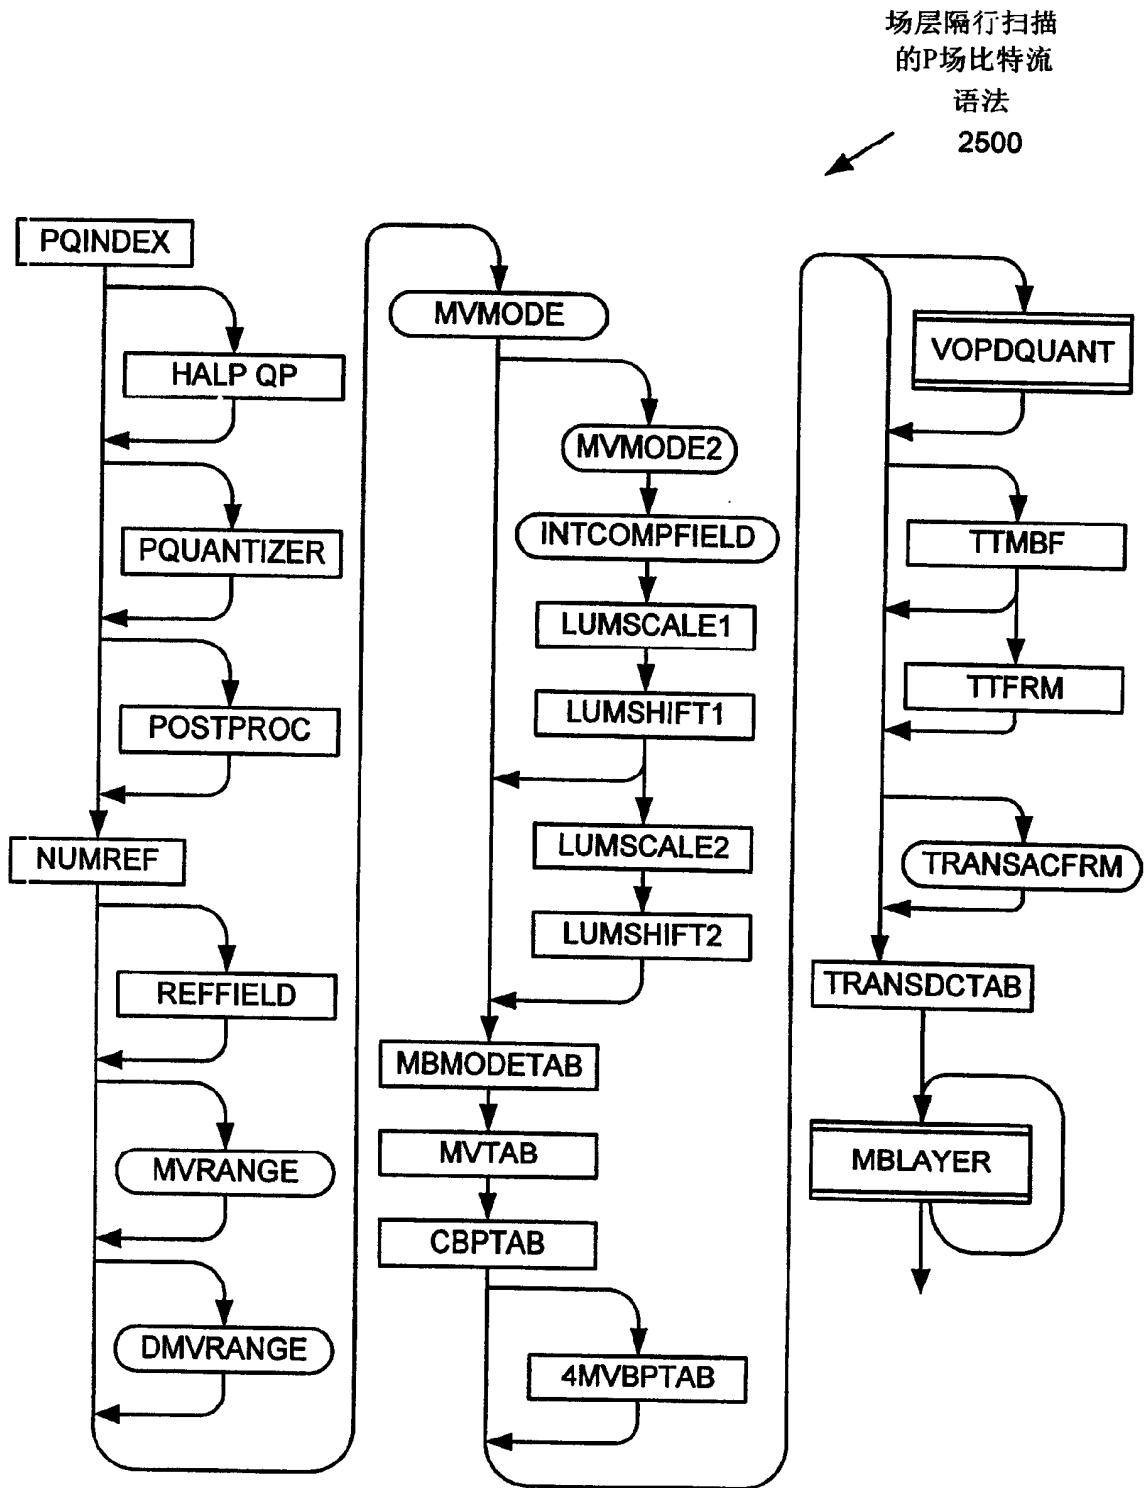 场层隔行扫描
的P场比特流
语法
2500
PQINDEX
HALP QP
PQUANTIZER
POSTPROC
NUMREF
REFFIELD
MVRANGE
DMVRANGE
MVMODE
MVMODE2
INTCOMPFIELD
LUMSCALE1
LUMSHIFT1
LUMSCALE2
LUMSHIFT2
MBMODETAB
MVTAB
CBPTAB
4MVBPTAB
VOPDQUANT
TTMBF
TTFRM
TRANSACFRM
TRANSDCTAB
MBLAYER